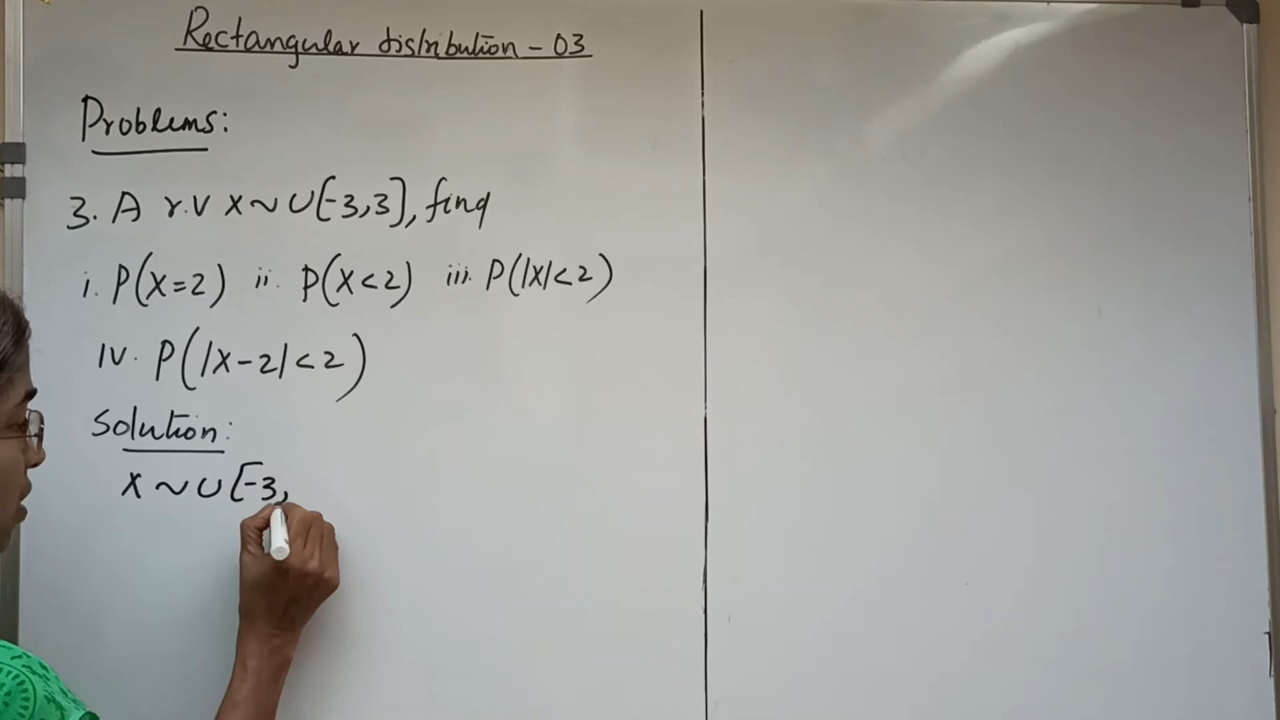 Rectangular distribution - 03
Problems:
3. A r.v X ~ U[-3,3], find
i. P(X=2) ii. P(X<2) iii. P(|X|<2)
IV. P(|X-2|<2)
Solution:
X ~ U[-3,